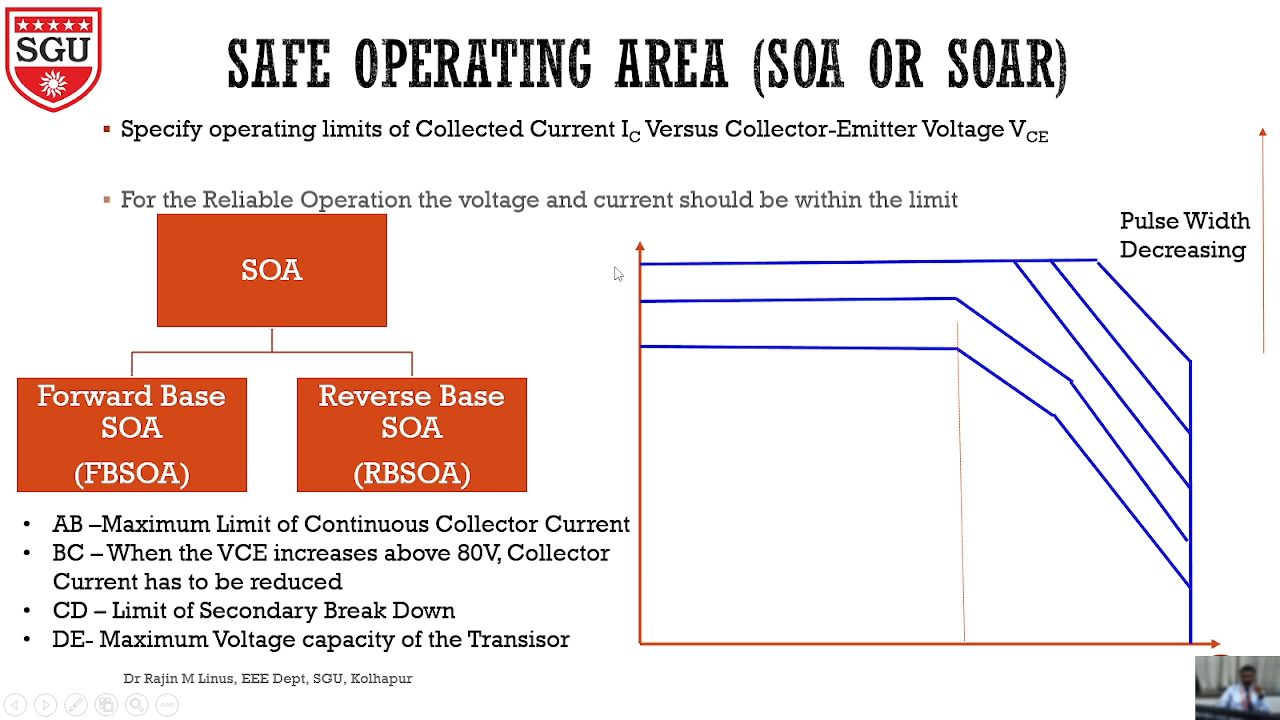 SGU
SAFE OPERATING AREA (SOA OR SOAR)
▪ Specify operating limits of Collected Current IC Versus Collector-Emitter Voltage VCE
▪ For the Reliable Operation the voltage and current should be within the limit
SOA
Forward Base
SOA
(FBSOA)
Reverse Base
SOA
(RBSOA)
Pulse Width
Decreasing
• AB –Maximum Limit of Continuous Collector Current
• BC – When the VCE increases above 80V, Collector
Current has to be reduced
• CD – Limit of Secondary Break Down
• DE- Maximum Voltage capacity of the Transisor
Dr Rajin M Linus, EEE Dept, SGU, Kolhapur